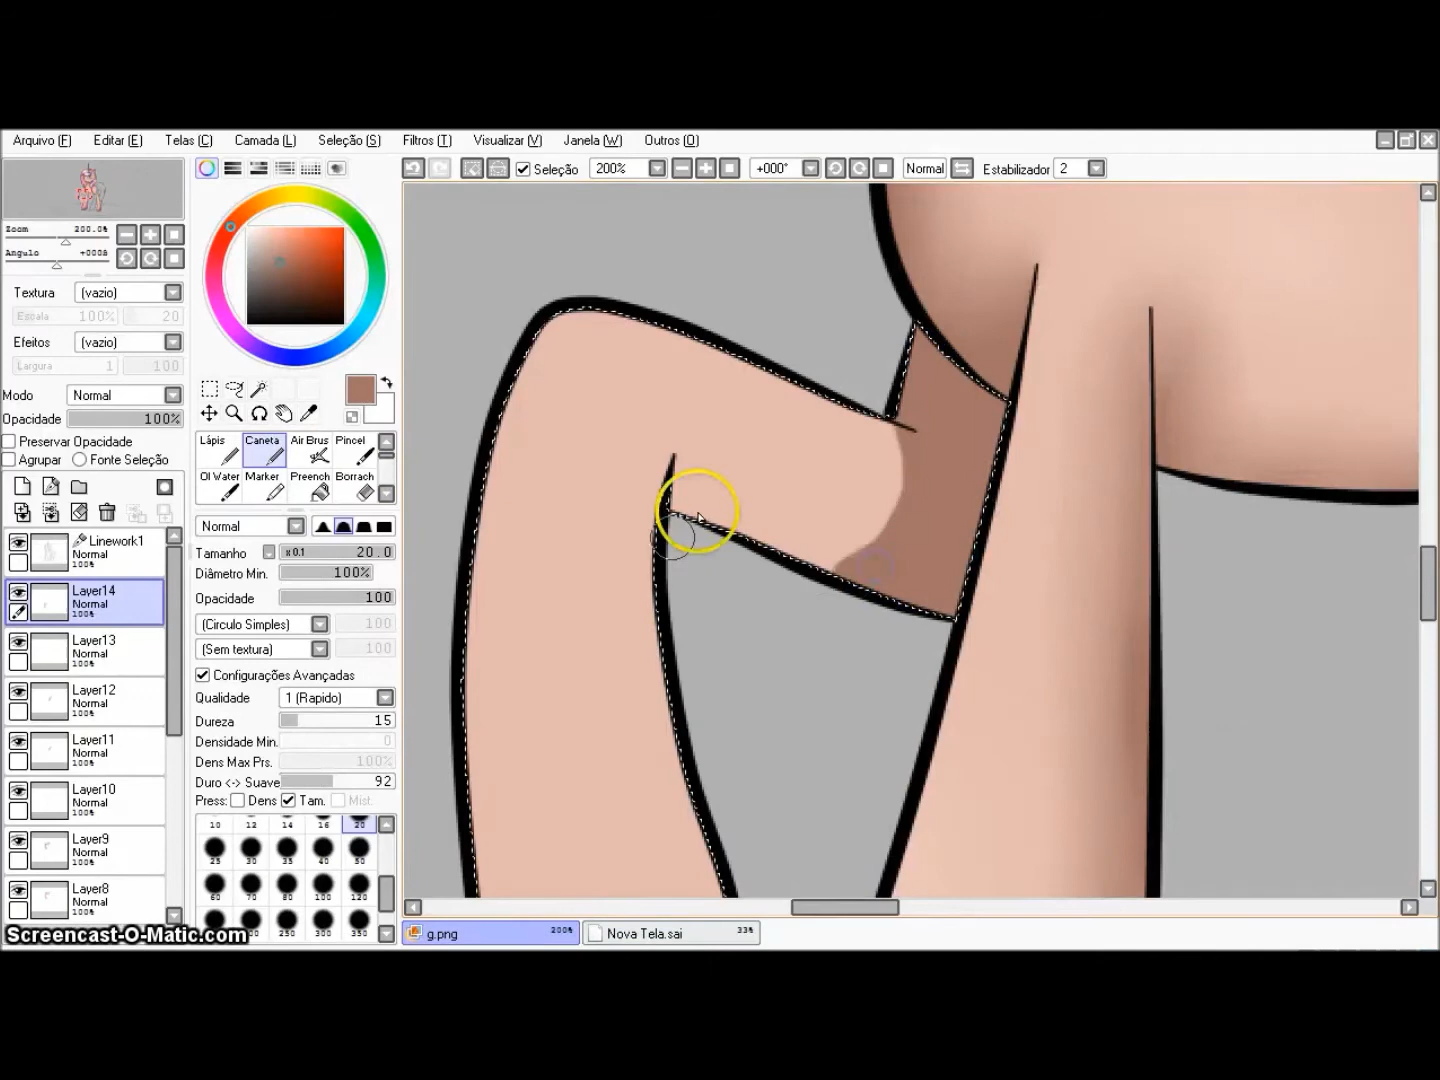 Arquivo (F) Editar (E) Telas (C) Camada (L) Seleção (S) Filtros (T) Visualizar (V) Janela (W) Outros (O)
Seleção 200% +000° Normal Estabilizador 2
Zoom 200.0%
Angulo +000°
Textura (vazio)
Escala 100% 20
Efeitos (vazio)
Largura 1 100
Modo Normal
Opacidade 100%
Preservar Opacidade
Agrupar Fonte Seleção
Linework1
Normal
100%
Layer14
Normal
100%
Layer13
Normal
100%
Layer12
Normal
100%
Layer11
Normal
100%
Layer10
Normal
100%
Layer9
Normal
100%
Layer8
Normal
100%
Lápis Caneta Air Brus Pincel
Ol Water Marker Preench Borrach
Normal
Tamanho x 0.1 20.0
Diâmetro Min. 100%
Opacidade 100
(Circulo Simples) 100
(Sem textura) 100
Configurações Avançadas
Qualidade 1 (Rapido)
Dureza 15
Densidade Min. 0
Dens Max Prs. 100%
Duro <-> Suave 92
Press: Dens Tam. Mist.
10 12 14 16 20
25 30 35 40 50
60 70 80 100 120
250 300 350
Screencast-O-Matic.com
g.png 200% Nova Tela.sai 33%